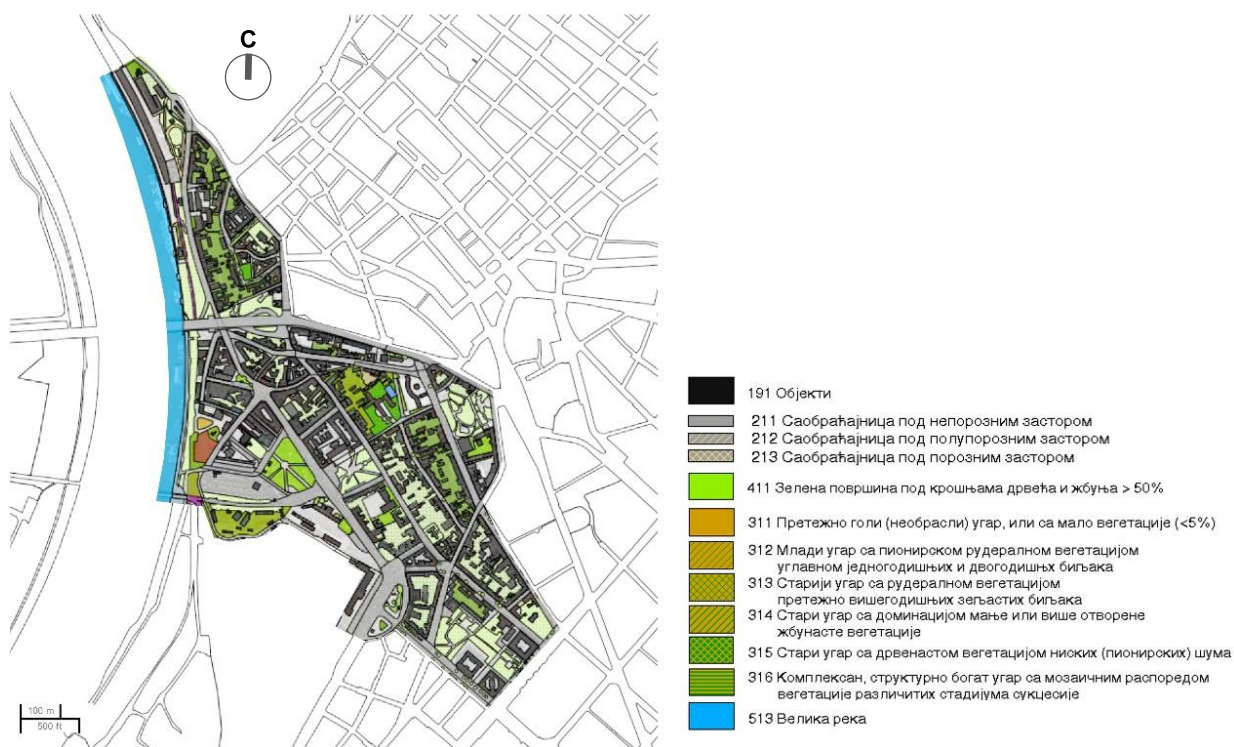 С
191 Објекти
211 Саобраћајница под непорозним застором
212 Саобраћајница под полупорозним застором
213 Саобраћајница под порозним застором
411 Зелена површина под крошњама дрвећа и жбуња > 50%
311 Претежно голи (необрасли) угар, или са мало вегетације (<5%)
312 Млади угар са пионирском рудералном вегетацијом
углавном једногодишњих и двогодишњх биљака
313 Старији угар са рудералном вегетацијом
претежно вишегодишњих зељастих биљака
314 Стари угар са доминацијом мање или више отворене
жбунасте вегетације
315 Стари угар са дрвенастом вегетацијом ниских (пионирских) шума
316 Комплексан, структурно богат угар са мозаичним распоредом
вегетације различитих стадијума сукцесије
513 Велика река
100 m
500 ft